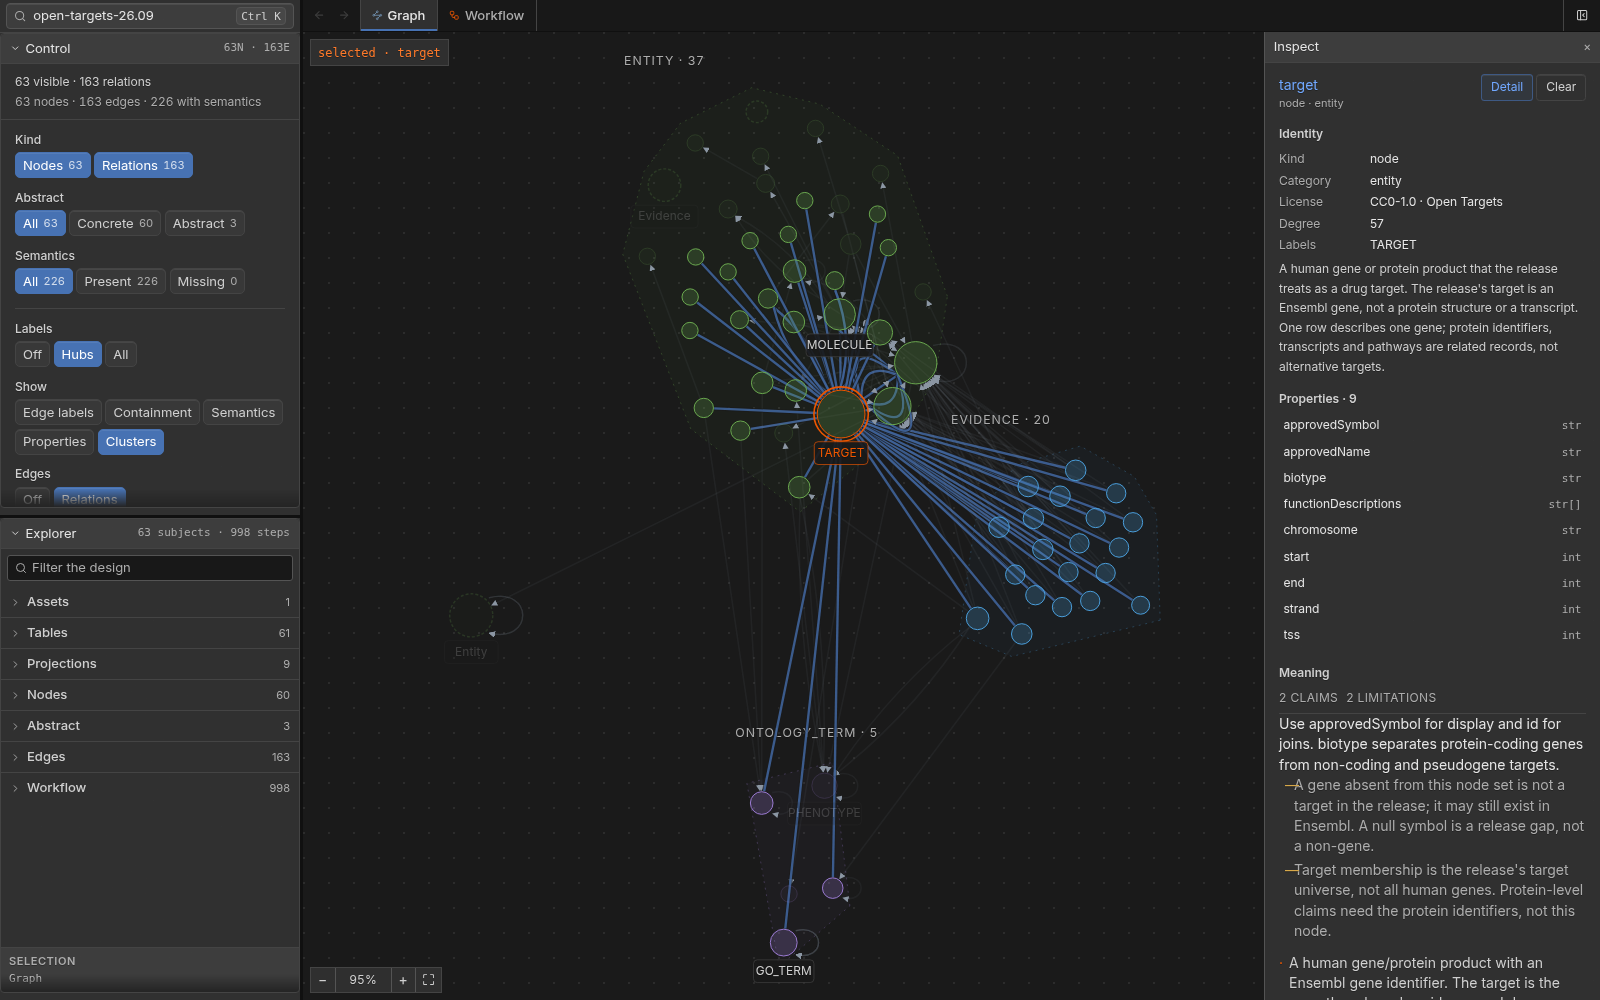 open-targets-26.09
Ctrl K
Graph
Workflow
Control
63N · 163E
63 visible · 163 relations
63 nodes · 163 edges · 226 with semantics
Kind
Nodes 63
Relations 163
Abstract
All 63
Concrete 60
Abstract 3
Semantics
All 226
Present 226
Missing 0
Labels
Off
Hubs
All
Show
Edge labels
Containment
Semantics
Properties
Clusters
Edges
Off
Relations
Explorer
63 subjects · 998 steps
Filter the design
Assets 1
Tables 61
Projections 9
Nodes 60
Abstract 3
Edges 163
Workflow 998
SELECTION
Graph
selected · target
ENTITY · 37
Evidence
MOLECULE
TARGET
EVIDENCE · 20
Entity
ONTOLOGY_TERM · 5
PHENOTYPE
GO_TERM
− 95% +
Inspect
×
target
node · entity
Detail
Clear
Identity
Kind node
Category entity
License CC0-1.0 · Open Targets
Degree 57
Labels TARGET
A human gene or protein product that the release
treats as a drug target. The release's target is an
Ensembl gene, not a protein structure or a transcript.
One row describes one gene; protein identifiers,
transcripts and pathways are related records, not
alternative targets.
Properties · 9
approvedSymbol str
approvedName str
biotype str
functionDescriptions str[]
chromosome str
start int
end int
strand int
tss int
Meaning
2 CLAIMS 2 LIMITATIONS
Use approvedSymbol for display and id for
joins. biotype separates protein-coding genes
from non-coding and pseudogene targets.
—A gene absent from this node set is not a
target in the release; it may still exist in
Ensembl. A null symbol is a release gap, not
a non-gene.
—Target membership is the release's target
universe, not all human genes. Protein-level
claims need the protein identifiers, not this
node.
· A human gene/protein product with an
Ensembl gene identifier. The target is the